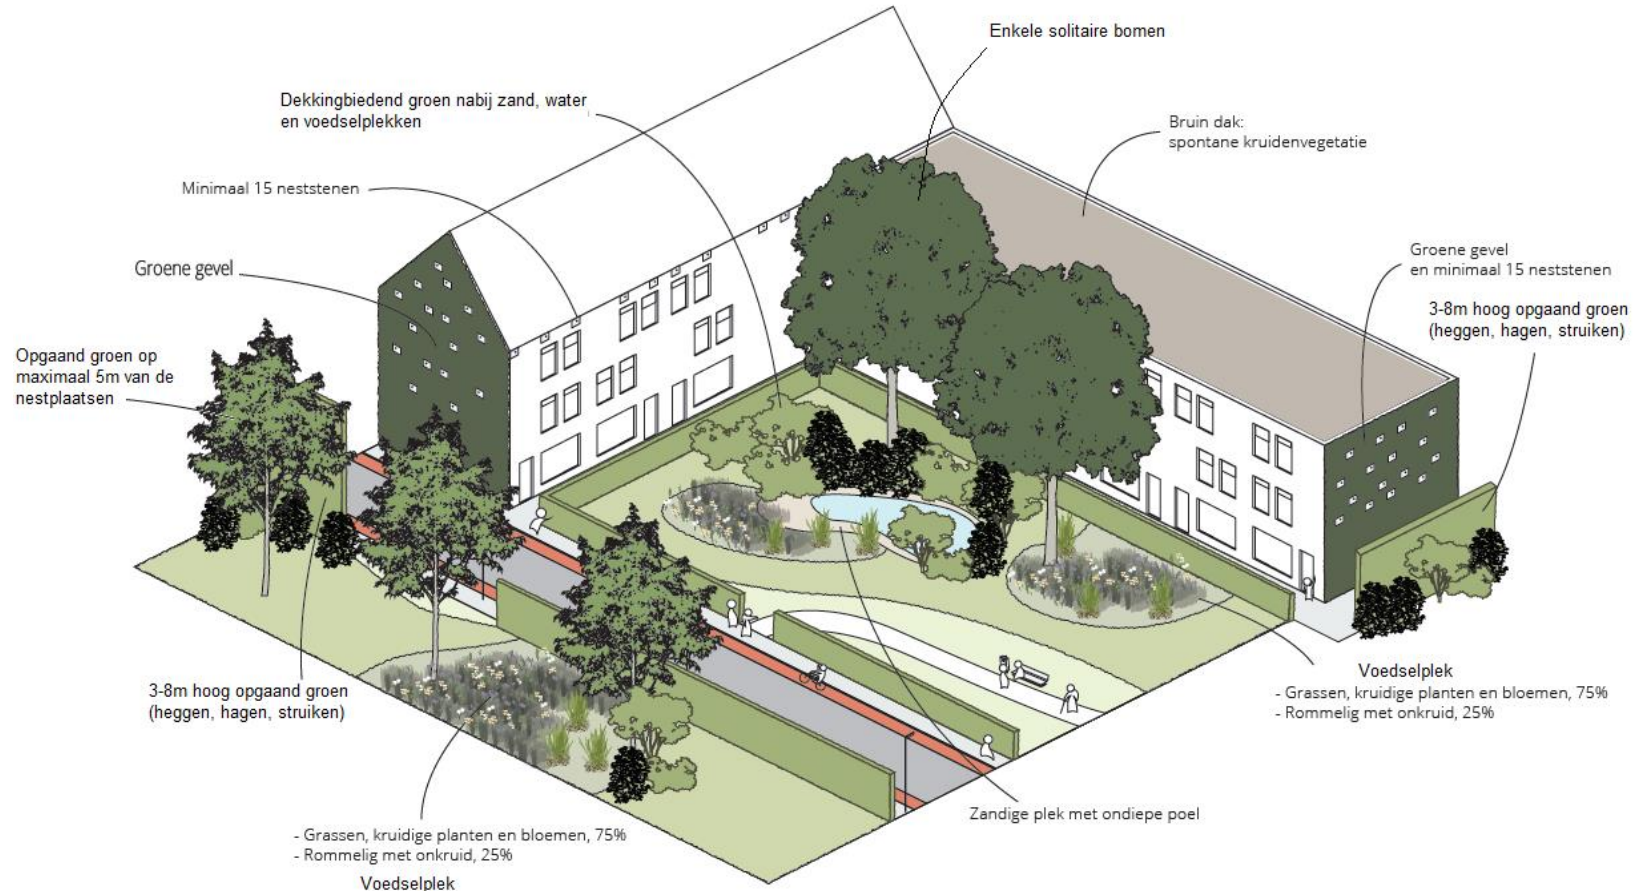 Enkele solitaire bomen
Dekkingbiedend groen nabij zand, water
en voedselplekken
Bruin dak:
spontane kruidenvegetatie
Minimaal 15 neststenen
Groene gevel
Groene gevel
en minimaal 15 neststenen
3-8m hoog opgaand groen
(heggen, hagen, struiken)
Opgaand groen op
maximaal 5m van de
nestplaatsen
3-8m hoog opgaand groen
(heggen, hagen, struiken)
Voedselplek
- Grassen, kruidige planten en bloemen, 75%
- Rommelig met onkruid, 25%
Zandige plek met ondiepe poel
- Grassen, kruidige planten en bloemen, 75%
- Rommelig met onkruid, 25%
Voedselplek